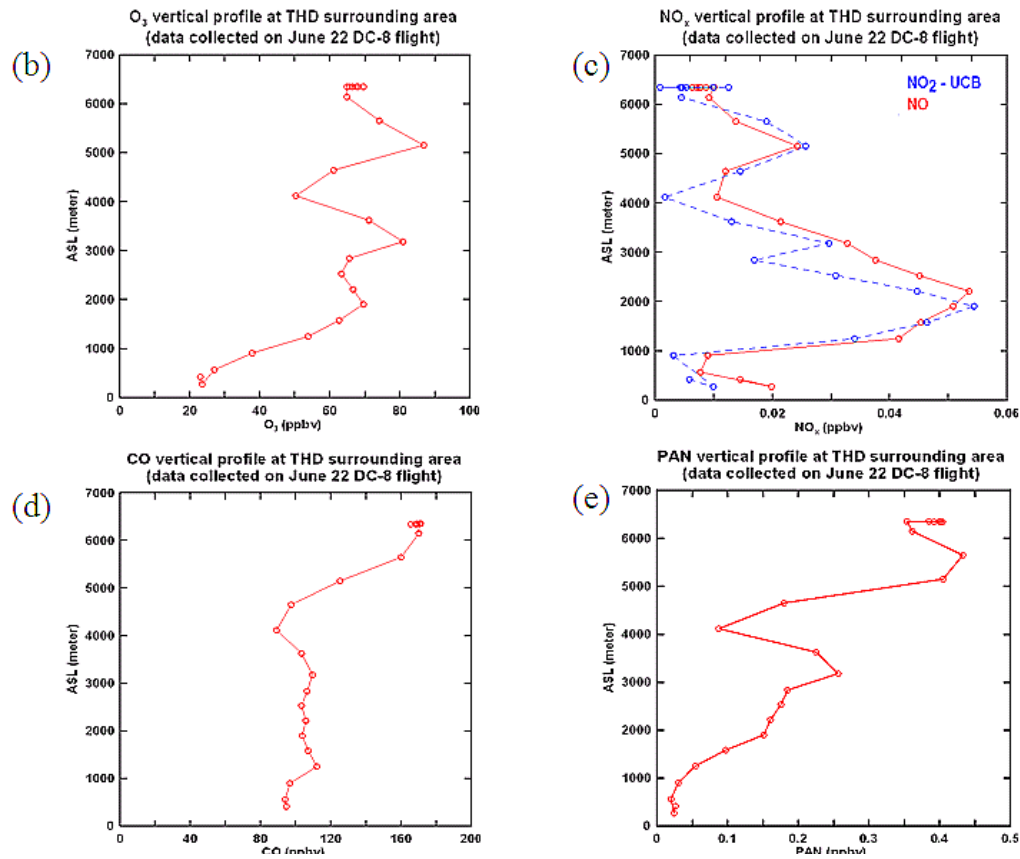 O3 vertical profile at THD surrounding area
(data collected on June 22 DC-8 flight)
(b)
7000
6000
5000
4000
3000
2000
1000
0
ASL (meter)
0 20 40 60 80 100
O3 (ppbv)
NOx vertical profile at THD surrounding area
(data collected on June 22 DC-8 flight)
(c)
NO2 - UCB
NO
7000
6000
5000
4000
3000
2000
1000
0
ASL (meter)
0 0.02 0.04 0.06
NOx (ppbv)
CO vertical profile at THD surrounding area
(data collected on June 22 DC-8 flight)
(d)
7000
6000
5000
4000
3000
2000
1000
0
ASL (meter)
0 40 80 120 160 200
CO (ppbv)
PAN vertical profile at THD surrounding area
(data collected on June 22 DC-8 flight)
(e)
7000
6000
5000
4000
3000
2000
1000
0
ASL (meter)
0 0.1 0.2 0.3 0.4 0.5
PAN (ppbv)